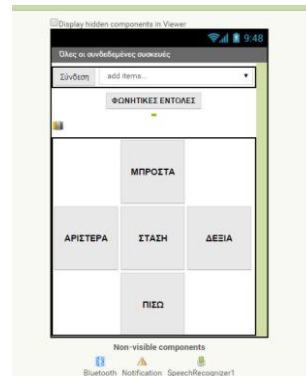 Display hidden components in Viewer
9:48
Όλες οι συνδεδεμένες συσκευές
Σύνδεση add items...
ΦΩΝΗΤΙΚΕΣ ΕΝΤΟΛΕΣ
ΜΠΡΟΣΤΑ
ΑΡΙΣΤΕΡΑ ΣΤΑΣΗ ΔΕΞΙΑ
ΠΙΣΩ
Non-visible components
Bluetooth Notification SpeechRecognizer1